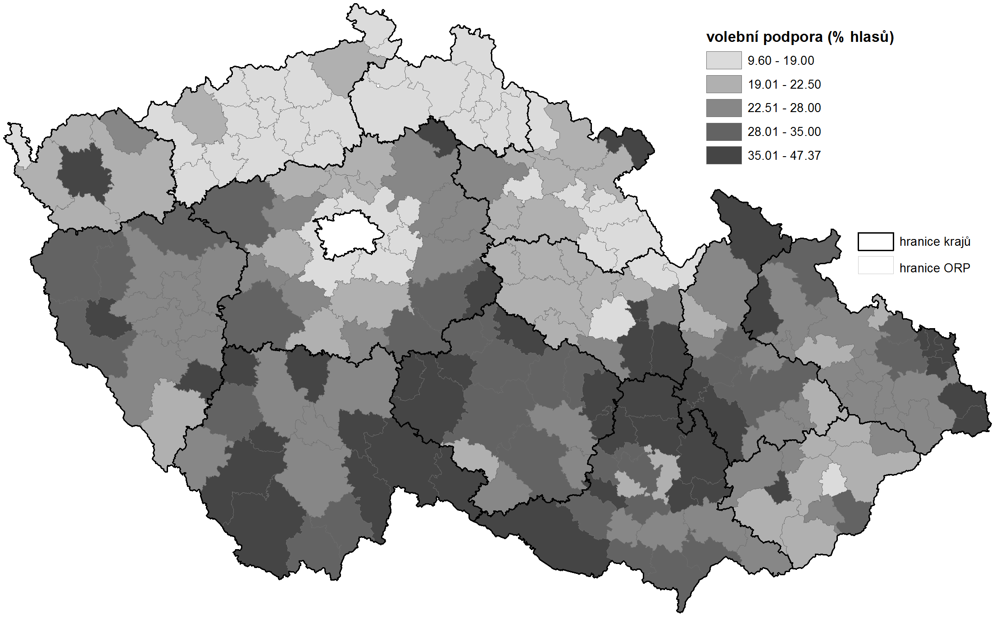 volební podpora (% hlasů)
9.60 - 19.00
19.01 - 22.50
22.51 - 28.00
28.01 - 35.00
35.01 - 47.37
hranice krajů
hranice ORP